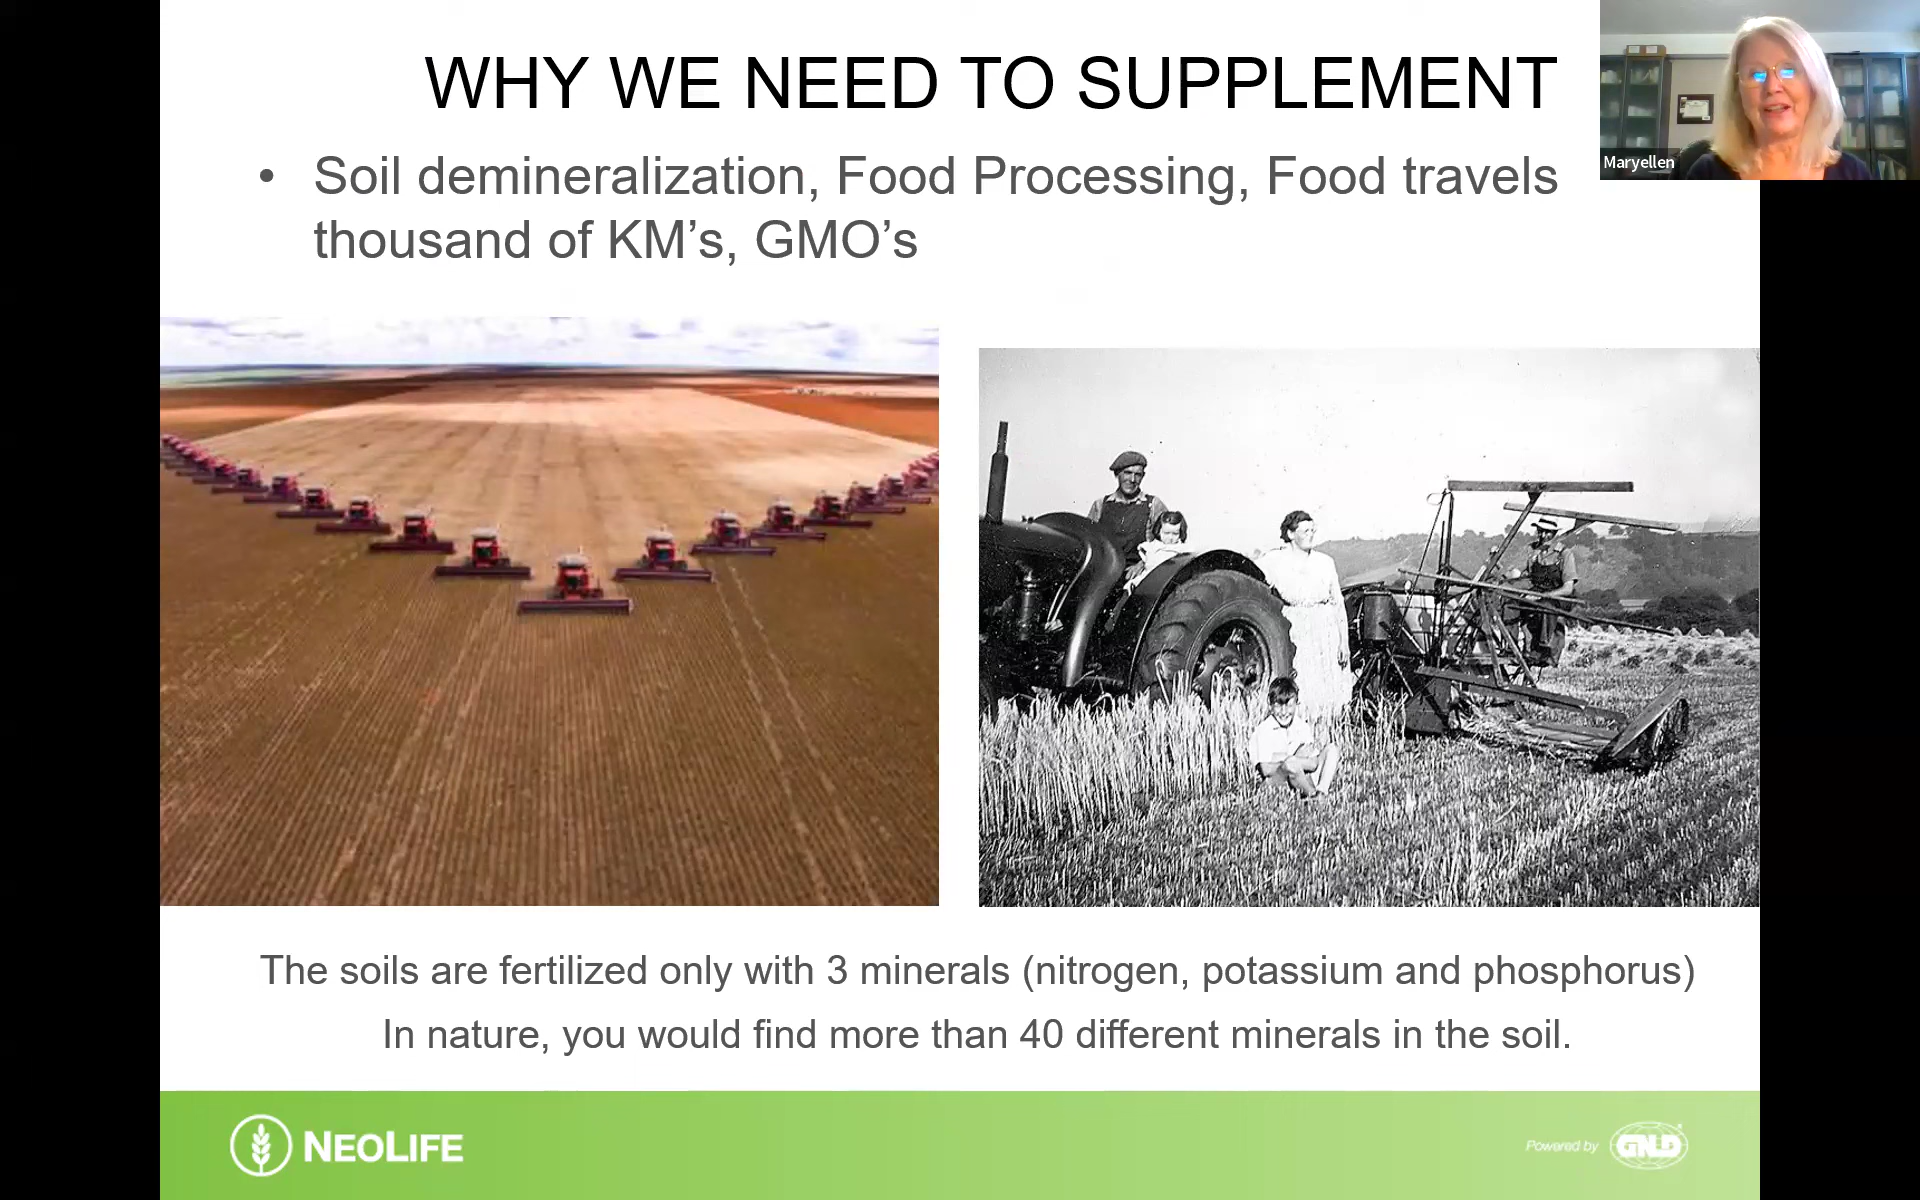 WHY WE NEED TO SUPPLEMENT
Maryellen
• Soil demineralization, Food Processing, Food travels
thousand of KM’s, GMO’s
The soils are fertilized only with 3 minerals (nitrogen, potassium and phosphorus)
In nature, you would find more than 40 different minerals in the soil.
NEOLIFE
Powered by GNLD